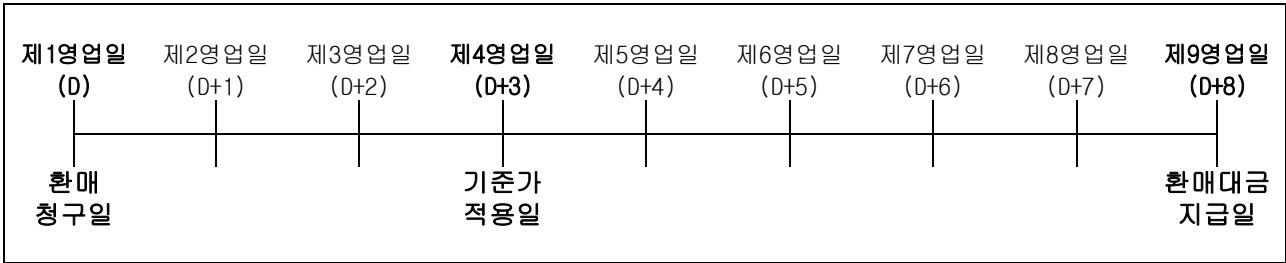 제1영업일 제2영업일 제3영업일 제4영업일 제5영업일 제6영업일 제7영업일 제8영업일 제9영업일
(D) (D+1) (D+2) (D+3) (D+4) (D+5) (D+6) (D+7) (D+8)
환매 기준가 환매대금
청구일 적용일 지급일